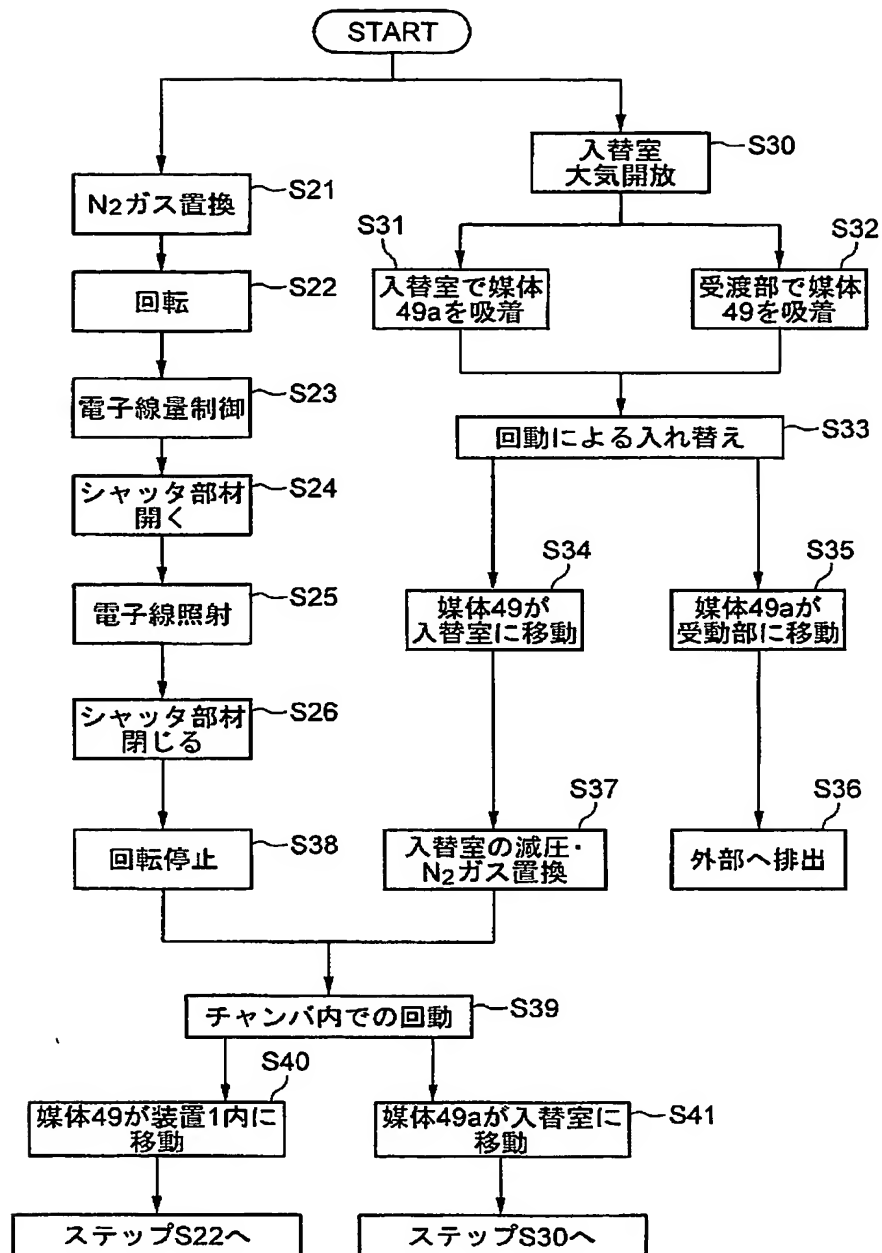 START
入替室
大気開放
S30
N2ガス置換
S21
S31
S32
入替室で媒体
49aを吸着
受渡部で媒体
49を吸着
回転
S22
電子線量制御
S23
回動による入れ替え
S33
シャッタ部材
開く
S24
S34
S35
電子線照射
S25
媒体49が
入替室に移動
媒体49aが
受動部に移動
シャッタ部材
閉じる
S26
S37
S36
回転停止
S38
入替室の減圧・
N2ガス置換
外部へ排出
チャンバ内での回動
S39
S40
媒体49が装置1内に
移動
媒体49aが入替室に
移動
S41
ステップS22へ
ステップS30へ